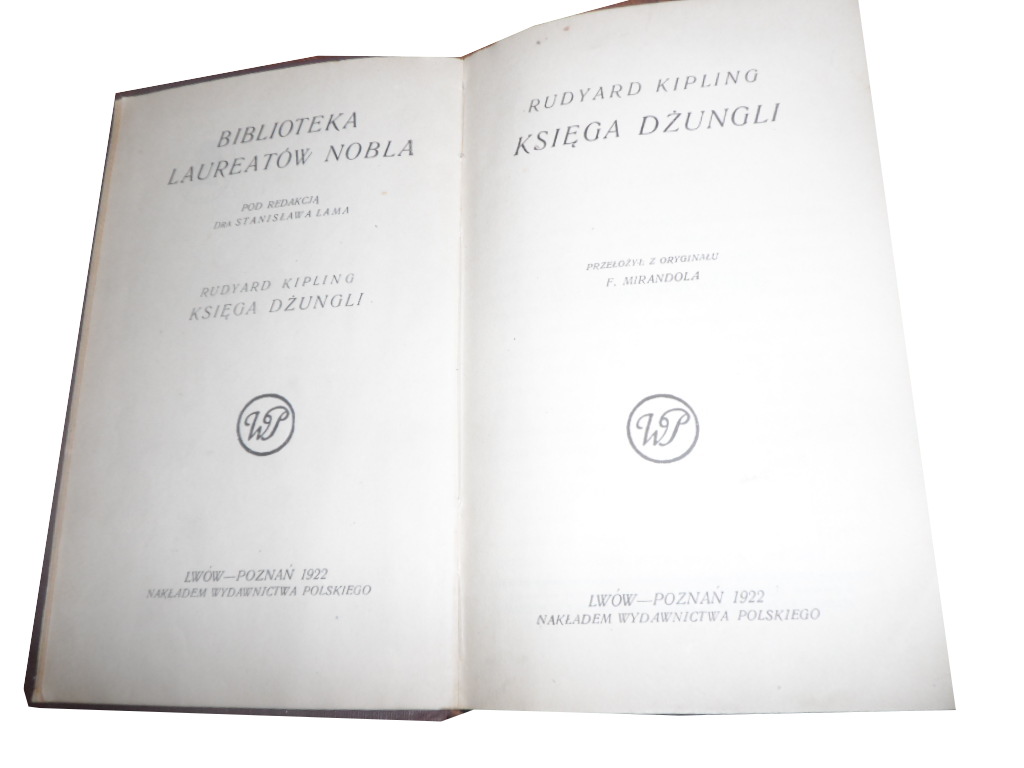 BIBLIOTEKA
LAUREATÓW NOBLA
POD REDAKCJĄ
DRA STANISŁAWA LAMA
RUDYARD KIPLING
KSIĘGA DŻUNGLI
WP
LWÓW—POZNAŃ 1922
NAKŁADEM WYDAWNICTWA POLSKIEGO
RUDYARD KIPLING
KSIĘGA DŻUNGLI
PRZEŁOŻYŁ Z ORYGINAŁU
F. MIRANDOLA
WP
LWÓW—POZNAŃ 1922
NAKŁADEM WYDAWNICTWA POLSKIEGO